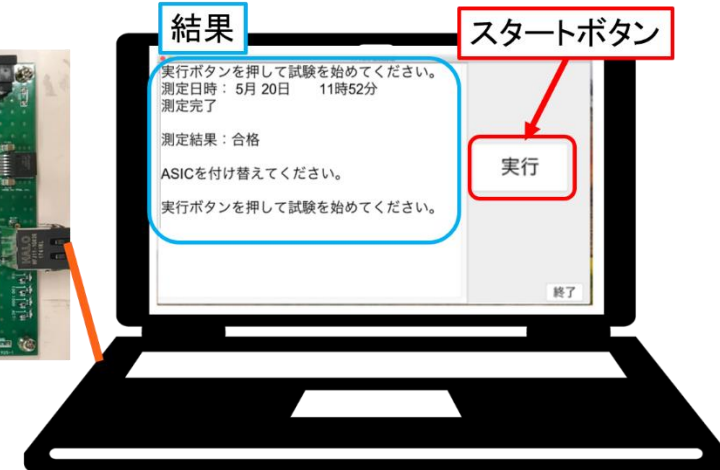 結果
スタートボタン
実行ボタンを押して試験を始めてください。
測定日時： 5月 20日　　11時52分
測定完了
測定結果：合格
ASICを付け替えてください。
実行ボタンを押して試験を始めてください。
実行
終了
HALO